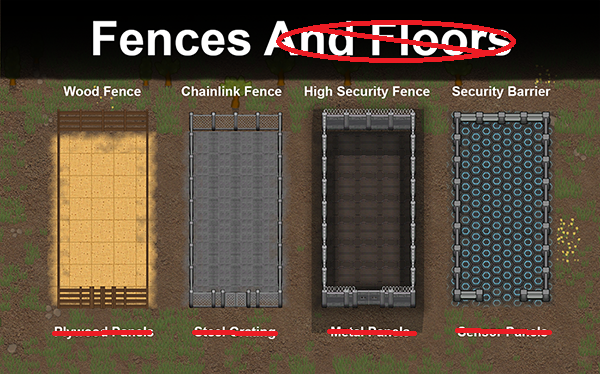 Fences And Floors
Wood Fence Chainlink Fence High Security Fence Security Barrier
Plywood Panels Steel Grating Metal Panels Sensor Panels